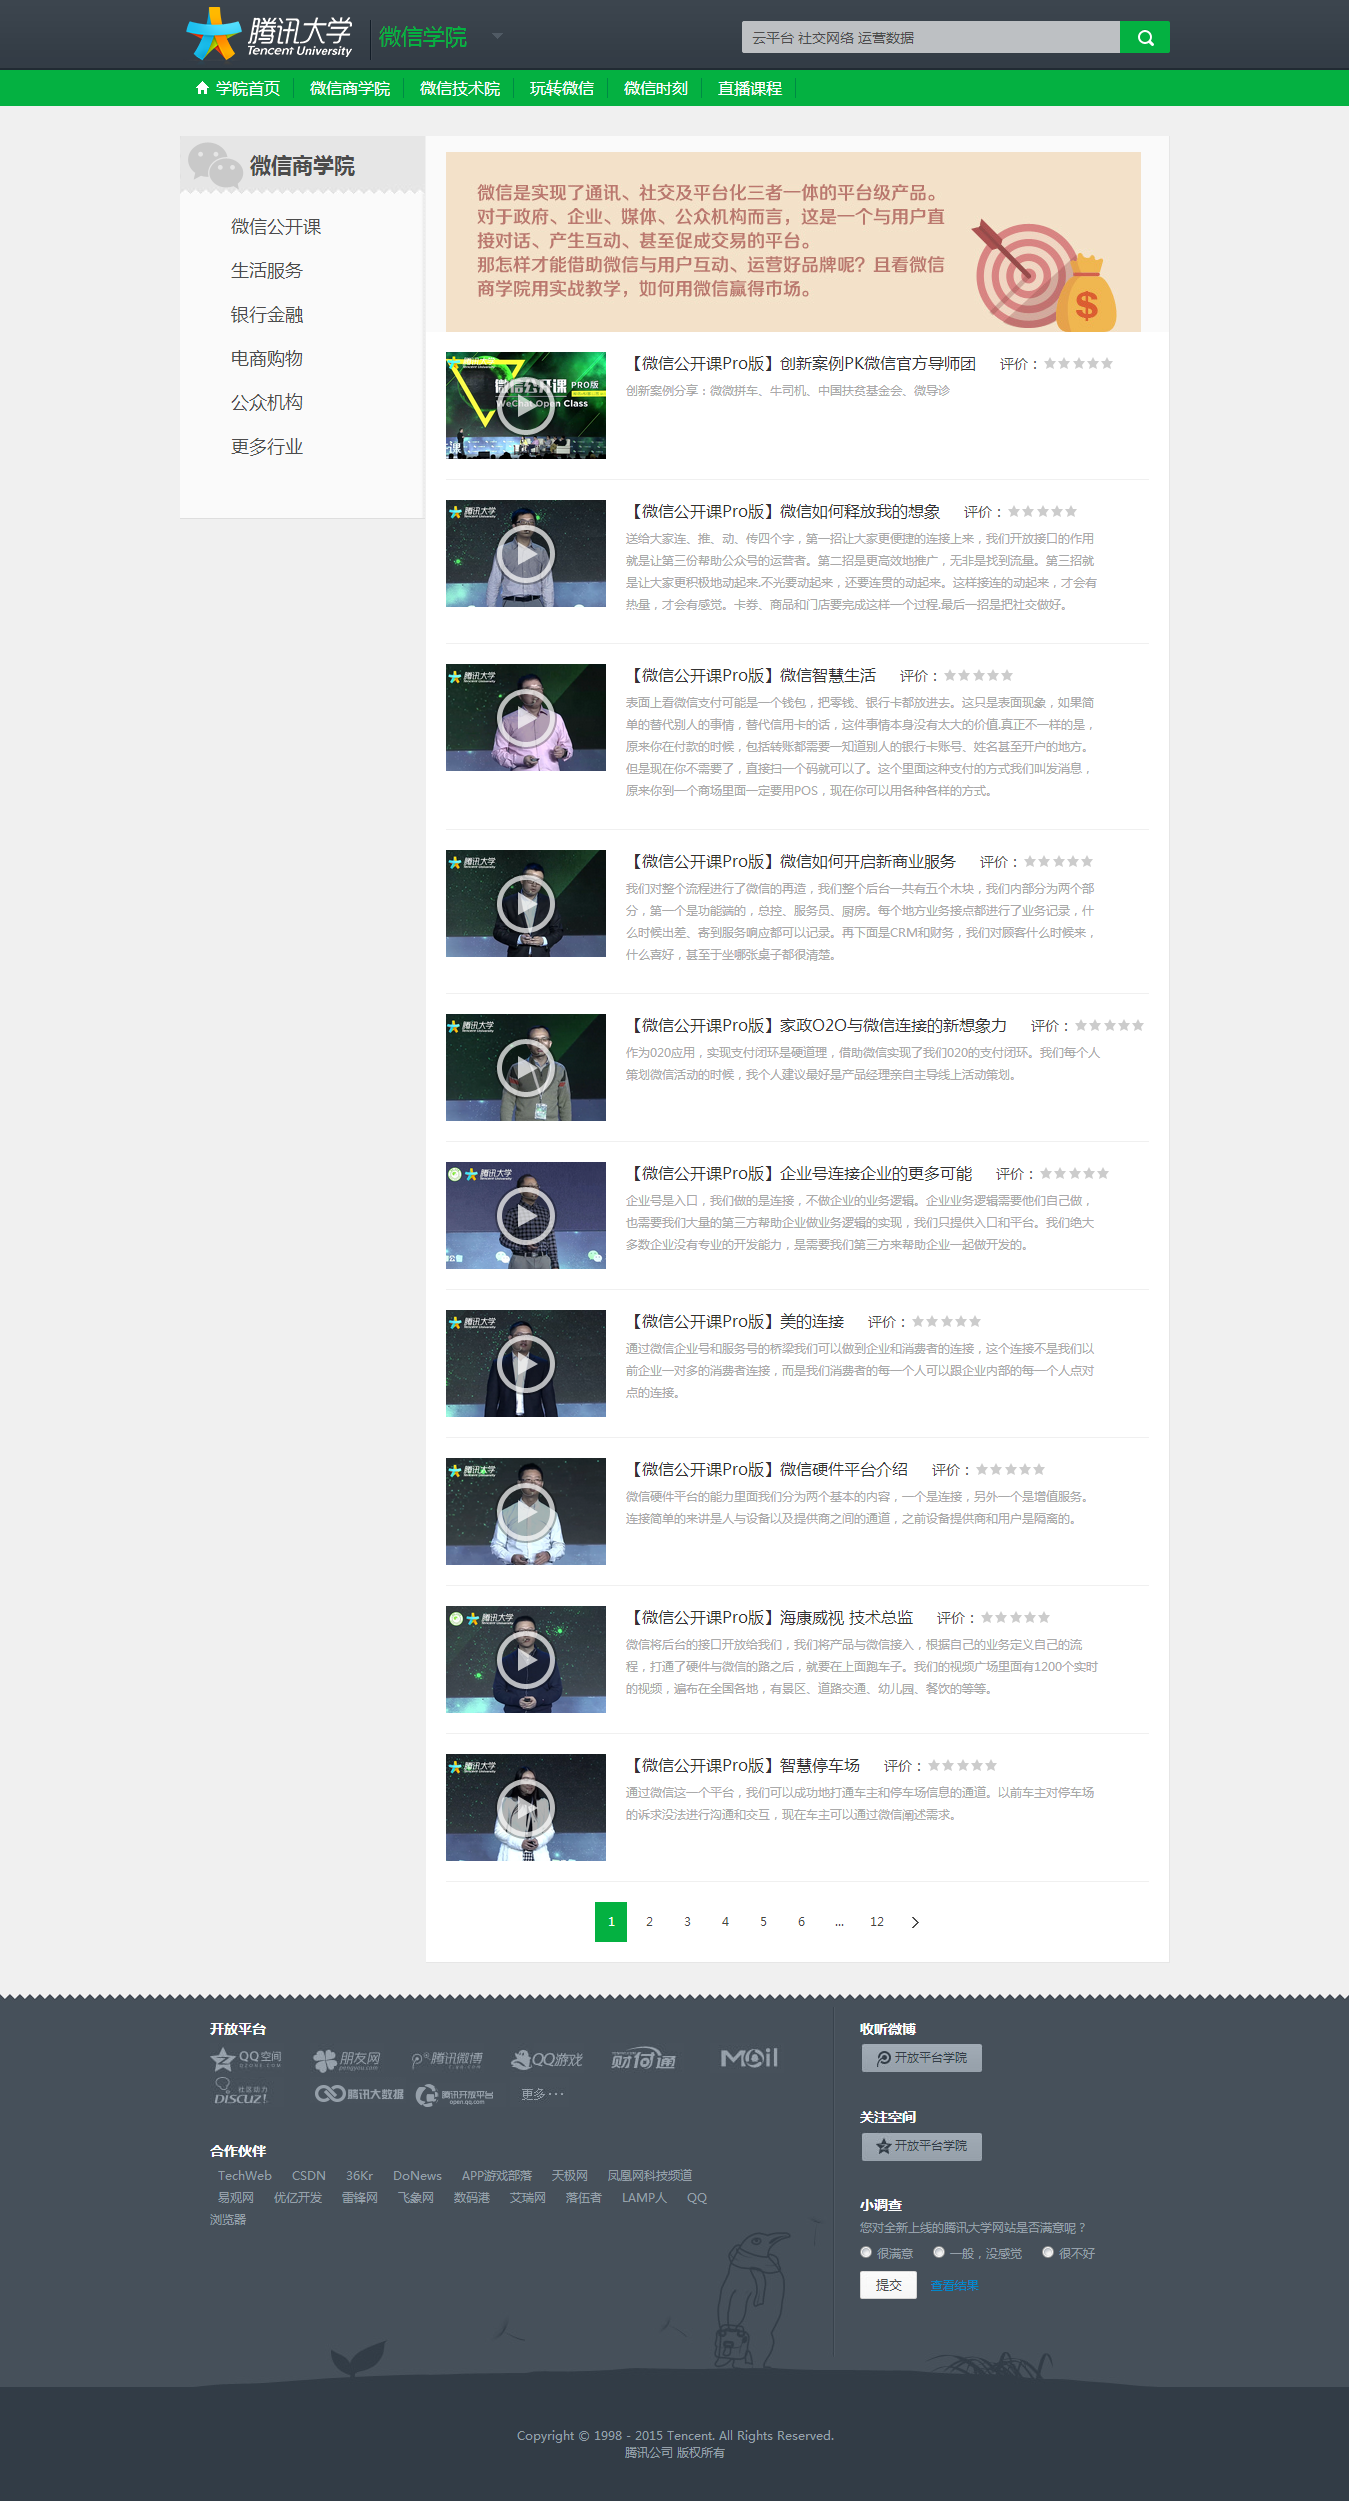 腾讯大学
Tencent University
微信学院
云平台 社交网络 运营数据
学院首页 微信商学院 微信技术院 玩转微信 微信时刻 直播课程
微信商学院
微信公开课
生活服务
银行金融
电商购物
公众机构
更多行业
微信是实现了通讯、社交及平台化三者一体的平台级产品。
对于政府、企业、媒体、公众机构而言，这是一个与用户直
接对话、产生互动、甚至促成交易的平台。
那怎样才能借助微信与用户互动、运营好品牌呢？且看微信
商学院用实战教学，如何用微信赢得市场。
腾讯大学
微信公开课 PRO版
WeChat Open Class
【微信公开课Pro版】创新案例PK微信官方导师团 评价：
创新案例分享：微微拼车、牛司机、中国扶贫基金会、微导诊
腾讯大学
【微信公开课Pro版】微信如何释放我的想象 评价：
送给大家连、推、动、传四个字，第一招让大家更便捷的连接上来，我们开放接口的作用
就是让第三份帮助公众号的运营者。第二招是更高效地推广，无非是找到流量。第三招就
是让大家更积极地动起来.不光要动起来，还要连贯的动起来。这样接连的动起来，才会有
热量，才会有感觉。卡券、商品和门店要完成这样一个过程.最后一招是把社交做好。
腾讯大学
【微信公开课Pro版】微信智慧生活 评价：
表面上看微信支付可能是一个钱包，把零钱、银行卡都放进去。这只是表面现象，如果简
单的替代别人的事情，替代信用卡的话，这件事情本身没有太大的价值.真正不一样的是，
原来你在付款的时候，包括转账都需要一知道别人的银行卡账号、姓名甚至开户的地方。
但是现在你不需要了，直接扫一个码就可以了。这个里面这种支付的方式我们叫发消息，
原来你到一个商场里面一定要用POS，现在你可以用各种各样的方式。
腾讯大学
【微信公开课Pro版】微信如何开启新商业服务 评价：
我们对整个流程进行了微信的再造，我们整个后台一共有五个木块，我们内部分为两个部
分，第一个是功能端的，总控、服务员、厨房。每个地方业务接点都进行了业务记录，什
么时候出差、寄到服务响应都可以记录。再下面是CRM和财务，我们对顾客什么时候来，
什么喜好，甚至于坐哪张桌子都很清楚。
腾讯大学
【微信公开课Pro版】家政O2O与微信连接的新想象力 评价：
作为020应用，实现支付闭环是硬道理，借助微信实现了我们020的支付闭环。我们每个人
策划微信活动的时候，我个人建议最好是产品经理亲自主导线上活动策划。
腾讯大学
【微信公开课Pro版】企业号连接企业的更多可能 评价：
企业号是入口，我们做的是连接，不做企业的业务逻辑。企业业务逻辑需要他们自己做，
也需要我们大量的第三方帮助企业做业务逻辑的实现，我们只提供入口和平台。我们绝大
多数企业没有专业的开发能力，是需要我们第三方来帮助企业一起做开发的。
腾讯大学
【微信公开课Pro版】美的连接 评价：
通过微信企业号和服务号的桥梁我们可以做到企业和消费者的连接，这个连接不是我们以
前企业一对多的消费者连接，而是我们消费者的每一个人可以跟企业内部的每一个人点对
点的连接。
腾讯大学
【微信公开课Pro版】微信硬件平台介绍 评价：
微信硬件平台的能力里面我们分为两个基本的内容，一个是连接，另外一个是增值服务。
连接简单的来讲是人与设备以及提供商之间的通道，之前设备提供商和用户是隔离的。
腾讯大学
【微信公开课Pro版】海康威视 技术总监 评价：
微信将后台的接口开放给我们，我们将产品与微信接入，根据自己的业务定义自己的流
程，打通了硬件与微信的路之后，就要在上面跑车子。我们的视频广场里面有1200个实时
的视频，遍布在全国各地，有景区、道路交通、幼儿园、餐饮的等等。
腾讯大学
【微信公开课Pro版】智慧停车场 评价：
通过微信这一个平台，我们可以成功地打通车主和停车场信息的通道。以前车主对停车场
的诉求没法进行沟通和交互，现在车主可以通过微信阐述需求。
1 2 3 4 5 6 ... 12
开放平台
QQ空间 朋友网 腾讯微博 QQ游戏 财付通 Mail
社区动力 DISCUZ! 腾讯大数据 腾讯开放平台 open.qq.com 更多···
合作伙伴
TechWeb CSDN 36Kr DoNews APP游戏部落 天极网 凤凰网科技频道
易观网 优亿开发 雷锋网 飞象网 数码港 艾瑞网 落伍者 LAMP人 QQ
浏览器
收听微博
开放平台学院
关注空间
开放平台学院
小调查
您对全新上线的腾讯大学网站是否满意呢？
很满意 一般，没感觉 很不好
提交 查看结果
Copyright © 1998 - 2015 Tencent. All Rights Reserved.
腾讯公司 版权所有